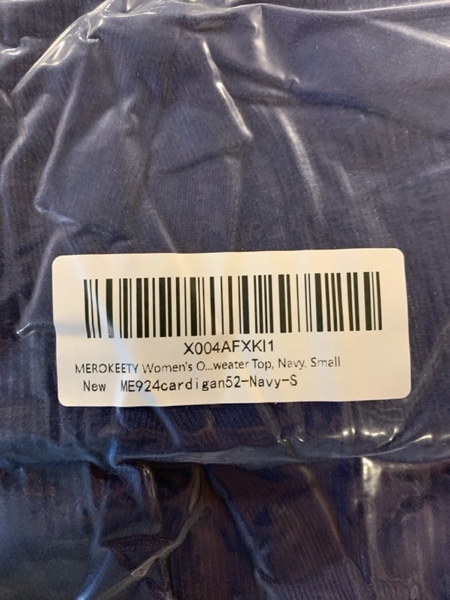 X004AFXKI1
MEROKEETY Women's O...weater Top, Navy, Small
New ME924cardigan52-Navy-S